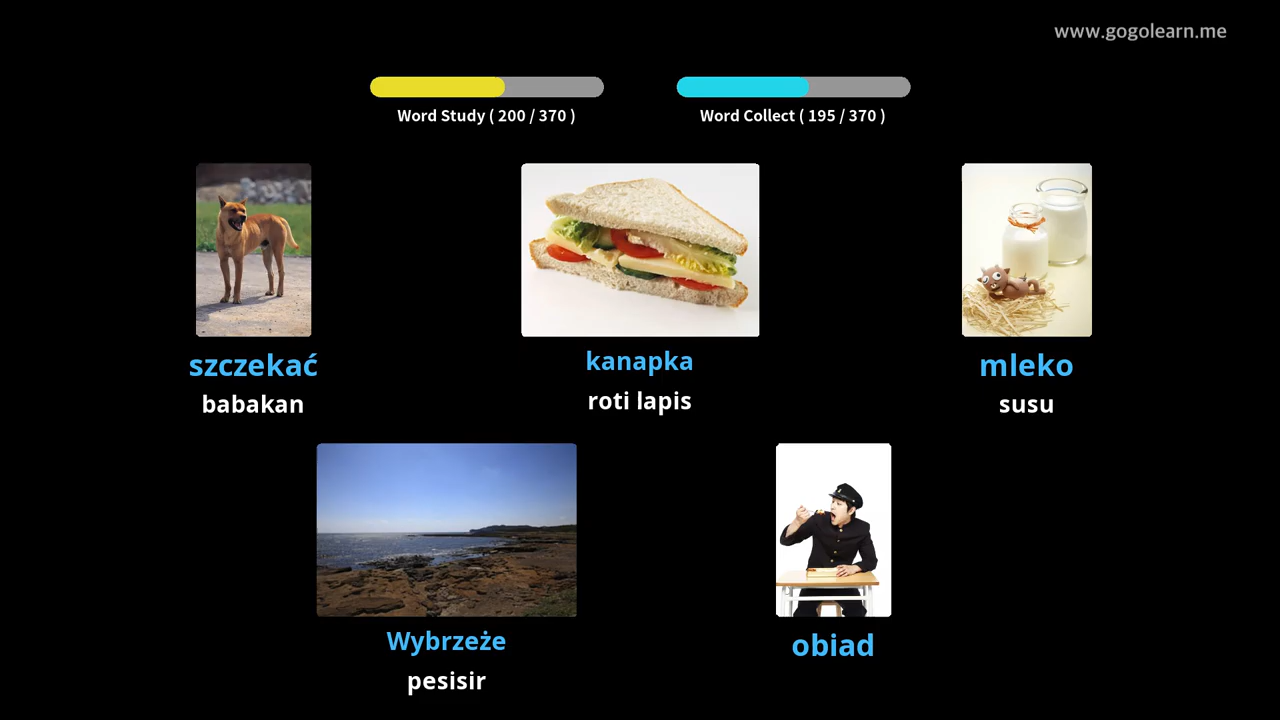 www.gogolearn.me
Word Study ( 200 / 370 )
Word Collect ( 195 / 370 )
szczekać
babakan
kanapka
roti lapis
mleko
susu
Wybrzeże
pesisir
obiad